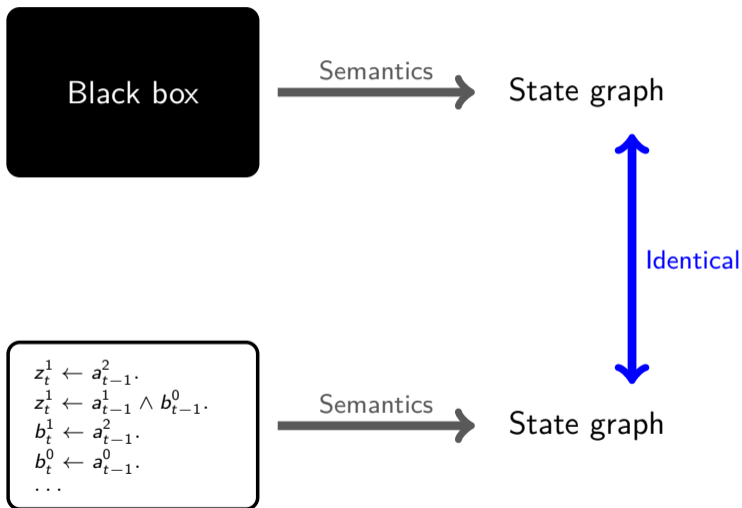 Black box
Semantics
State graph
Identical
z_t^1 ← a_{t−1}^2.
z_t^1 ← a_{t−1}^1 ∧ b_{t−1}^0.
b_t^1 ← a_{t−1}^2.
b_t^0 ← a_{t−1}^0.
. . .
Semantics
State graph